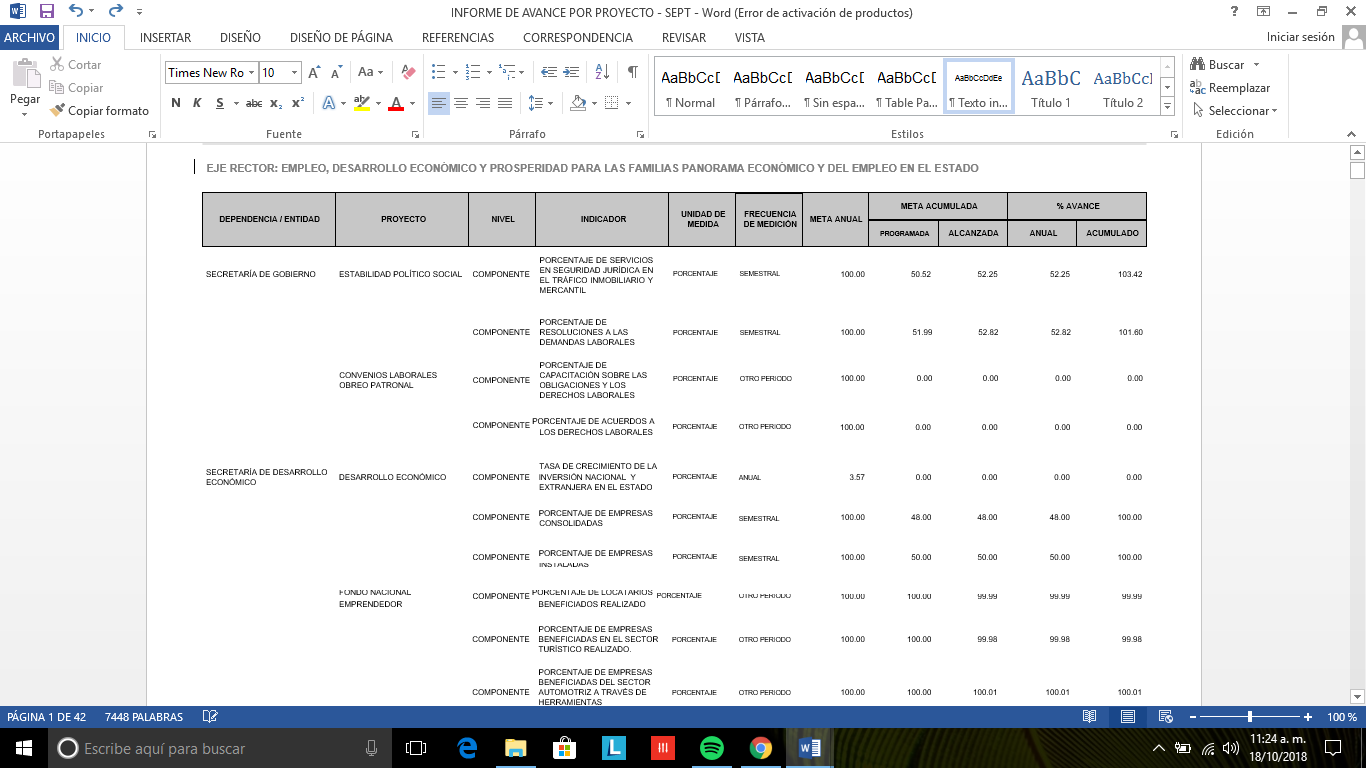 INFORME DE AVANCE POR PROYECTO - SEPT - Word (Error de activación de productos)
ARCHIVO INICIO INSERTAR DISEÑO DISEÑO DE PÁGINA REFERENCIAS CORRESPONDENCIA REVISAR VISTA Iniciar sesión
Pegar
Cortar
Copiar
Copiar formato
Portapapeles
Times New Ro 10
N K S abc x₂ x²
Fuente
Párrafo
AaBbCcD AaBbCcD AaBbCcD AaBbCcD AaBbCcDdEe AaBbC AaBbCcI
¶ Normal ¶ Párrafo... ¶ Sin espa... ¶ Table Pa... ¶ Texto in... Título 1 Título 2
Estilos
Buscar
Reemplazar
Seleccionar
Edición
EJE RECTOR: EMPLEO, DESARROLLO ECONÓMICO Y PROSPERIDAD PARA LAS FAMILIAS PANORAMA ECONÓMICO Y DEL EMPLEO EN EL ESTADO
DEPENDENCIA / ENTIDAD PROYECTO NIVEL INDICADOR UNIDAD DE MEDIDA FRECUENCIA DE MEDICIÓN META ANUAL META ACUMULADA % AVANCE
PROGRAMADA ALCANZADA ANUAL ACUMULADO
SECRETARÍA DE GOBIERNO ESTABILIDAD POLÍTICO SOCIAL COMPONENTE PORCENTAJE DE SERVICIOS
EN SEGURIDAD JURÍDICA EN
EL TRÁFICO INMOBILIARIO Y
MERCANTIL
PORCENTAJE SEMESTRAL 100.00 50.52 52.25 52.25 103.42
COMPONENTE PORCENTAJE DE
RESOLUCIONES A LAS
DEMANDAS LABORALES
PORCENTAJE SEMESTRAL 100.00 51.99 52.82 52.82 101.60
CONVENIOS LABORALES
OBREO PATRONAL
COMPONENTE PORCENTAJE DE
CAPACITACIÓN SOBRE LAS
OBLIGACIONES Y LOS
DERECHOS LABORALES
PORCENTAJE OTRO PERIODO 100.00 0.00 0.00 0.00 0.00
COMPONENTE PORCENTAJE DE ACUERDOS A
LOS DERECHOS LABORALES
PORCENTAJE OTRO PERIODO 100.00 0.00 0.00 0.00 0.00
SECRETARÍA DE DESARROLLO
ECONÓMICO
DESARROLLO ECONÓMICO COMPONENTE TASA DE CRECIMIENTO DE LA
INVERSIÓN NACIONAL Y
EXTRANJERA EN EL ESTADO
PORCENTAJE ANUAL 3.57 0.00 0.00 0.00 0.00
COMPONENTE PORCENTAJE DE EMPRESAS
CONSOLIDADAS
PORCENTAJE SEMESTRAL 100.00 48.00 48.00 48.00 100.00
COMPONENTE PORCENTAJE DE EMPRESAS
INSTALADAS
PORCENTAJE SEMESTRAL 100.00 50.00 50.00 50.00 100.00
FONDO NACIONAL
EMPRENDEDOR
COMPONENTE PORCENTAJE DE LOCATARIOS
BENEFICIADOS REALIZADO
PORCENTAJE OTRO PERIODO 100.00 100.00 99.99 99.99 99.99
COMPONENTE PORCENTAJE DE EMPRESAS
BENEFICIADAS EN EL SECTOR
TURÍSTICO REALIZADO.
PORCENTAJE OTRO PERIODO 100.00 100.00 99.98 99.98 99.98
COMPONENTE PORCENTAJE DE EMPRESAS
BENEFICIADAS DEL SECTOR
AUTOMOTRIZ A TRAVÉS DE
HERRAMIENTAS
PORCENTAJE OTRO PERIODO 100.00 100.00 100.01 100.01 100.01
PÁGINA 1 DE 42 7448 PALABRAS 100 %
Escribe aquí para buscar
11:24 a. m.
18/10/2018